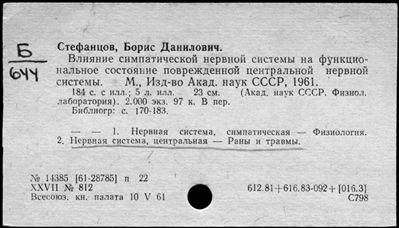 Б
644
Стефанцов, Борис Данилович.
Влияние симпатической нервной системы на функцио-
нальное состояние поврежденной центральной нервной
системы. М., Изд-во Акад. наук СССР, 1961.
184 с. с илл.; 5 л. илл. 23 см. (Акад. наук СССР. Физиол.
лаборатория). 2.000 экз. 97 к. В пер.
Библиогр: с. 170-183.
— — 1. Нервная система, симпатическая — Физиология.
2. Нервная система, центральная — Раны и травмы.
№ 14385 [61-28785] п 22
XXVII № 812
Всесоюз. кн. палата 10 V 61
612.81+616.83-092+[016.3]
С798